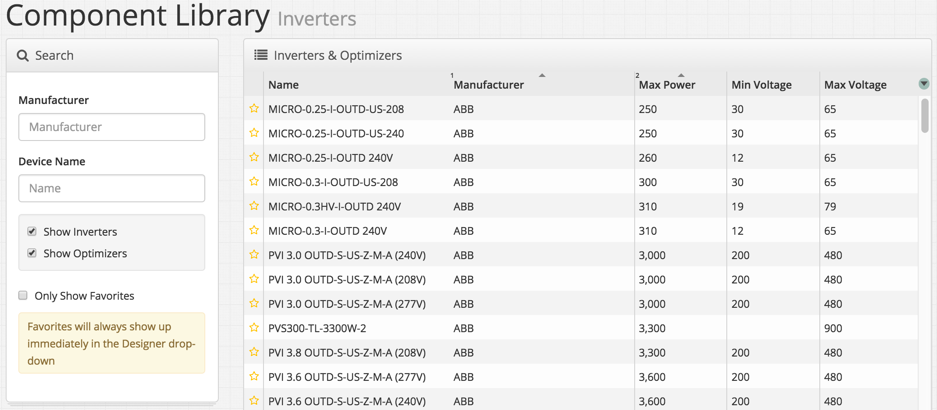 Component Library Inverters
Search
Manufacturer
Manufacturer
Device Name
Name
Show Inverters
Show Optimizers
Only Show Favorites
Favorites will always show up
immediately in the Designer drop-
down
Inverters & Optimizers
Name 1 Manufacturer 2 Max Power Min Voltage Max Voltage
MICRO-0.25-I-OUTD-US-208 ABB 250 30 65
MICRO-0.25-I-OUTD-US-240 ABB 250 30 65
MICRO-0.25-I-OUTD 240V ABB 260 12 65
MICRO-0.3-I-OUTD-US-208 ABB 300 30 65
MICRO-0.3HV-I-OUTD 240V ABB 310 19 79
MICRO-0.3-I-OUTD 240V ABB 310 12 65
PVI 3.0 OUTD-S-US-Z-M-A (240V) ABB 3,000 200 480
PVI 3.0 OUTD-S-US-Z-M-A (208V) ABB 3,000 200 480
PVI 3.0 OUTD-S-US-Z-M-A (277V) ABB 3,000 200 480
PVS300-TL-3300W-2 ABB 3,300 900
PVI 3.8 OUTD-S-US-Z-M-A (208V) ABB 3,300 200 480
PVI 3.6 OUTD-S-US-Z-M-A (277V) ABB 3,600 200 480
PVI 3.6 OUTD-S-US-Z-M-A (240V) ABB 3,600 200 480